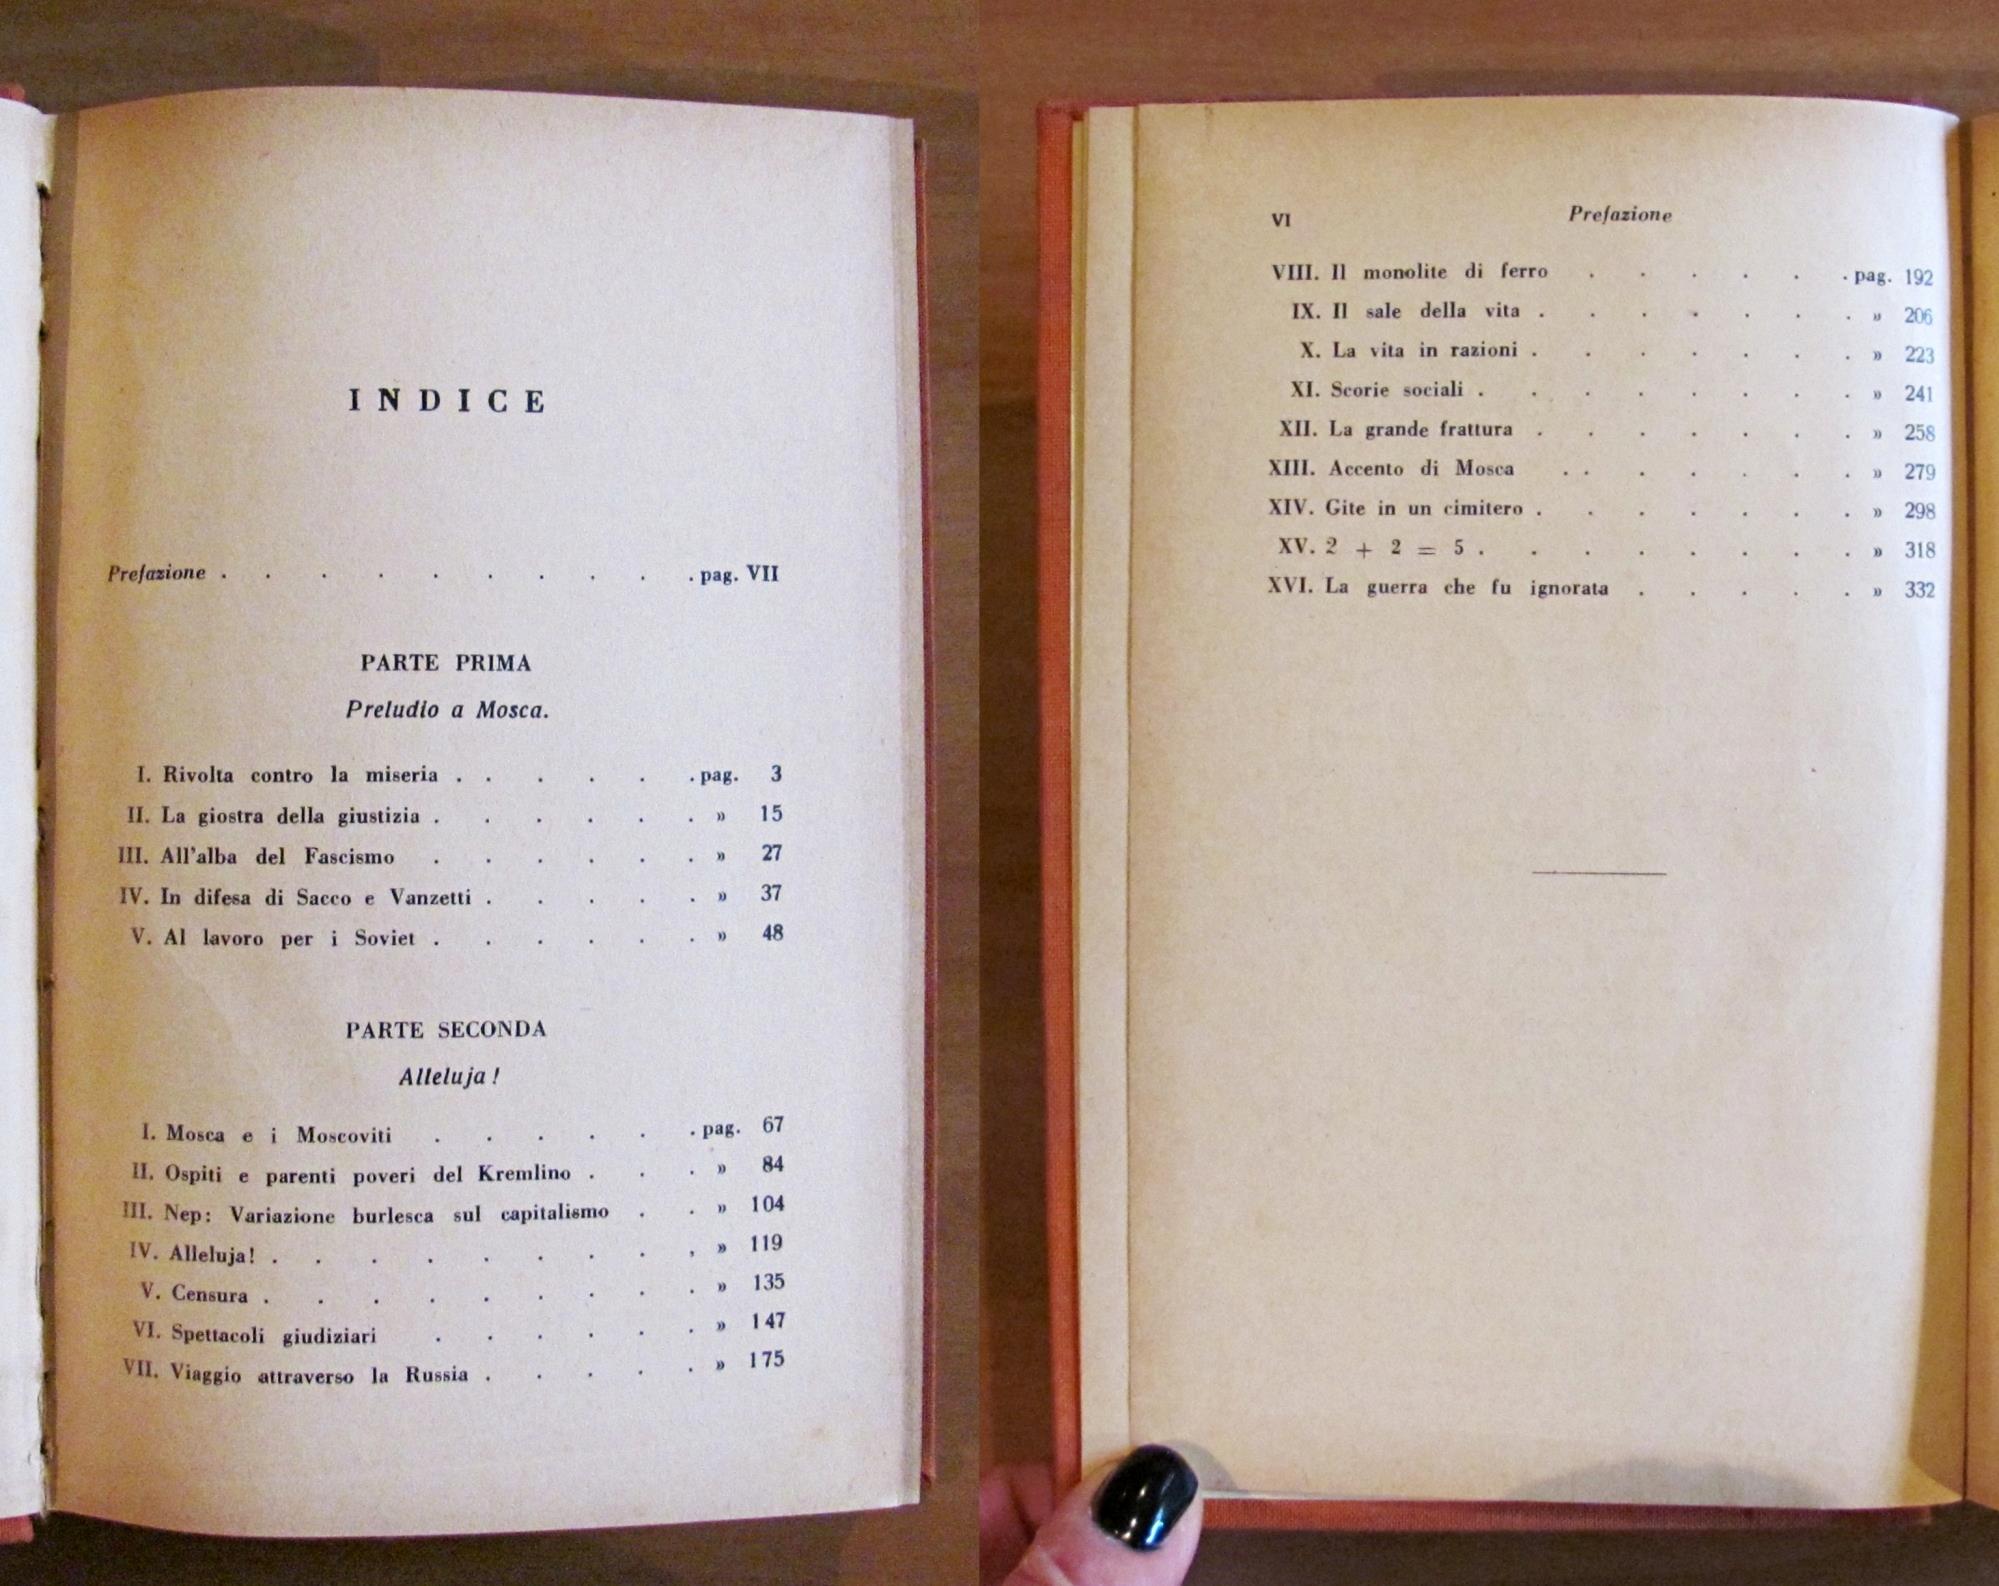 INDICE
Prefazione . . . . . . . . . . pag. VII
PARTE PRIMA
Preludio a Mosca.
I. Rivolta contro la miseria . . . . . . pag. 3
II. La giostra della giustizia . . . . . . » 15
III. All'alba del Fascismo . . . . . . » 27
IV. In difesa di Sacco e Vanzetti . . . . . » 37
V. Al lavoro per i Soviet . . . . . . » 48
PARTE SECONDA
Alleluja!
I. Mosca e i Moscoviti . . . . . . pag. 67
II. Ospiti e parenti poveri del Kremlino . . . » 84
III. Nep: Variazione burlesca sul capitalismo . . » 104
IV. Alleluja! . . . . . . . . , » 119
V. Censura . . . . . . . . . » 135
VI. Spettacoli giudiziari . . . . . . » 147
VII. Viaggio attraverso la Russia . . . . . » 175
VI Prefazione
VIII. Il monolite di ferro . . . . . . pag. 192
IX. Il sale della vita . . . . . . . » 206
X. La vita in razioni . . . . . . . » 223
XI. Scorie sociali . . . . . . . . » 241
XII. La grande frattura . . . . . . . » 258
XIII. Accento di Mosca . . . . . . . » 279
XIV. Gite in un cimitero . . . . . . . » 298
XV. 2 + 2 = 5 . . . . . . . . » 318
XVI. La guerra che fu ignorata . . . . . » 332